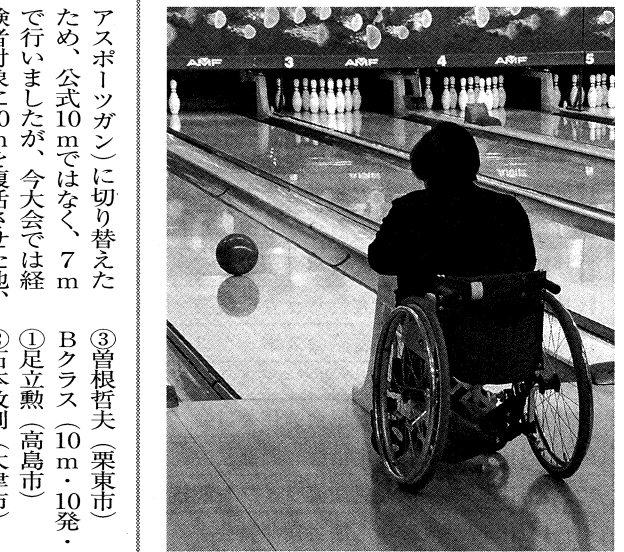 アスポーツガン）に切り替えた
ため、公式10mではなく、7m
で行いましたが、今大会では経
③曽根哲夫（栗東市）
Bクラス（10m・10発・
①足立勲（高島市）
AMF 3 AMF 4 5